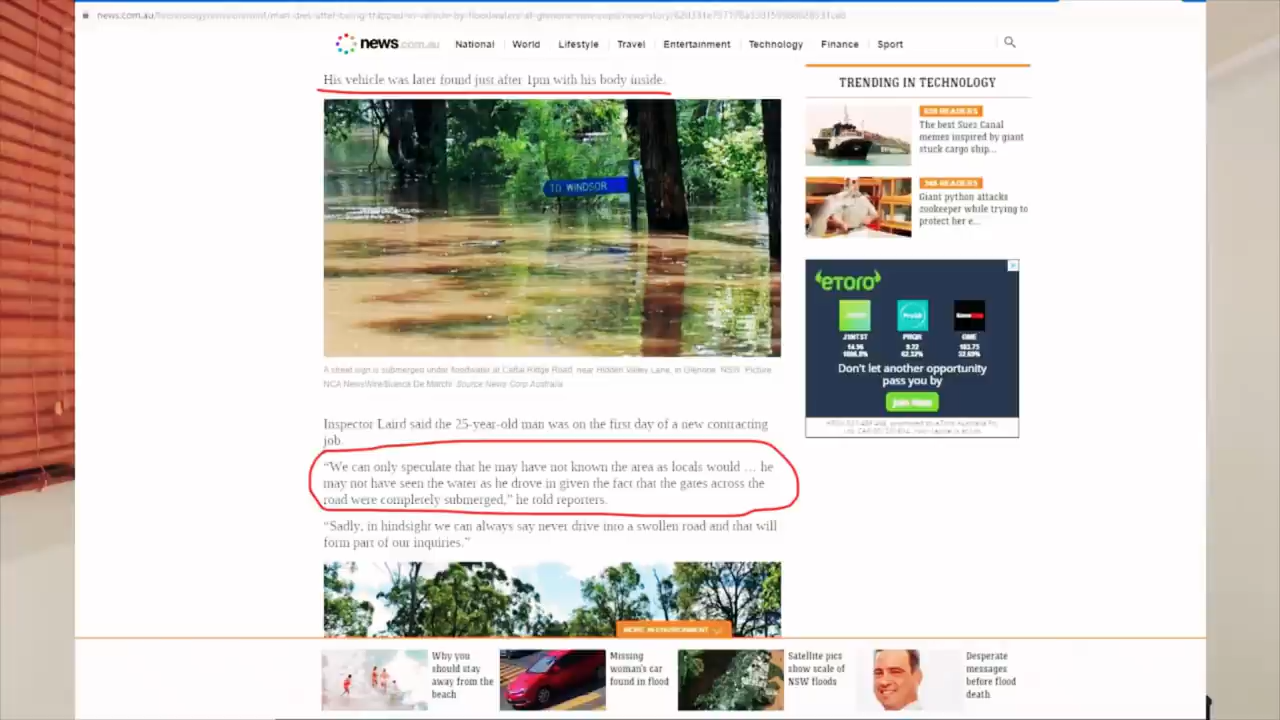 news.com.au
National World Lifestyle Travel Entertainment Technology Finance Sport
His vehicle was later found just after 1pm with his body inside.
TO WINDSOR
A street sign is submerged under floodwater at Cattai Ridge Road, near Hidden Valley Lane, in Glenorie, NSW. Picture:
NCA NewsWire/Bianca De Marchi Source: News Corp Australia
Inspector Laird said the 25-year-old man was on the first day of a new contracting
job.
“We can only speculate that he may have not known the area as locals would … he
may not have seen the water as he drove in given the fact that the gates across the
road were completely submerged,” he told reporters.
“Sadly, in hindsight we can always say never drive into a swollen road and that will
form part of our inquiries.”
MORE IN ENVIRONMENT
TRENDING IN TECHNOLOGY
READERS
The best Suez Canal
memes inspired by giant
stuck cargo ship...
READERS
Giant python attacks
zookeeper while trying to
protect her e...
eToro
GME
Don't let another opportunity
pass you by
Join Now
Why you
should stay
away from the
beach
Missing
woman's car
found in flood
Satellite pics
show scale of
NSW floods
Desperate
messages
before flood
death